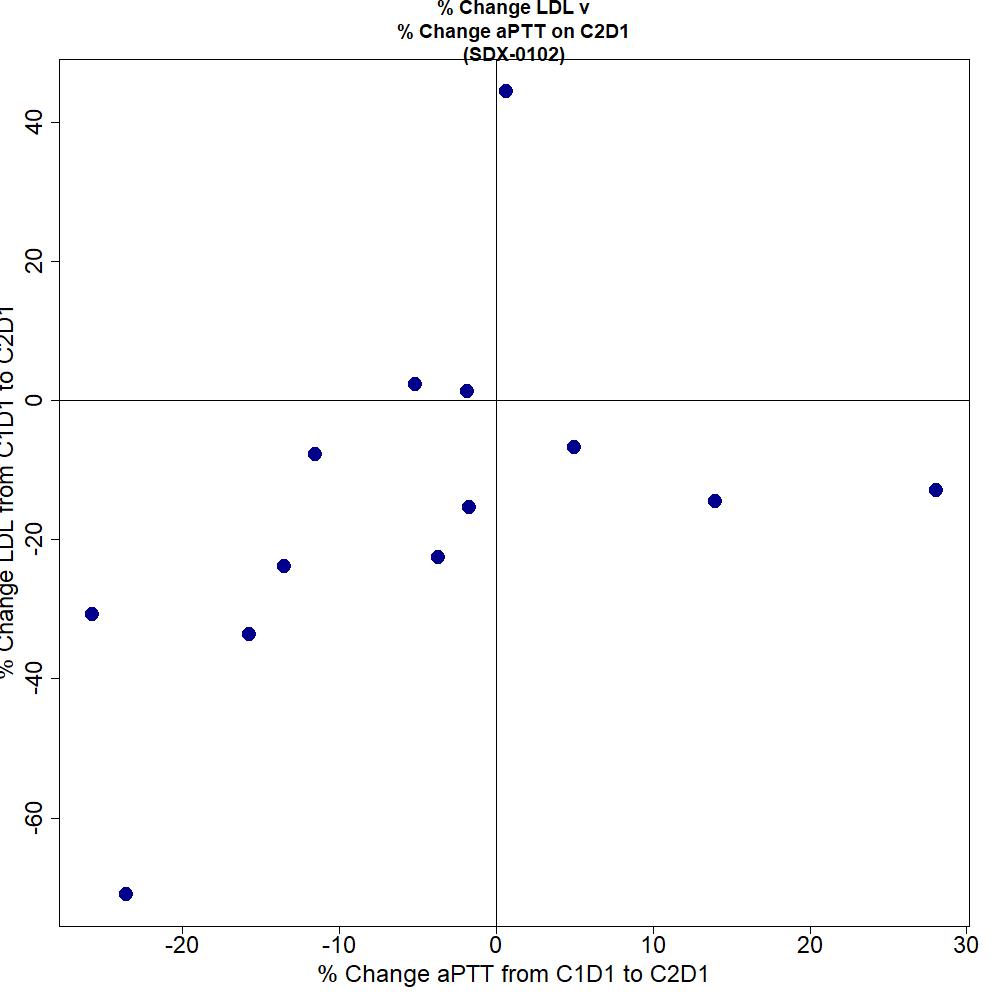 % Change LDL v
% Change aPTT on C2D1
(SDX-0102)
% Change LDL from C1D1 to C2D1
40
20
0
-20
-40
-60
-20
-10
0
10
20
30
% Change aPTT from C1D1 to C2D1